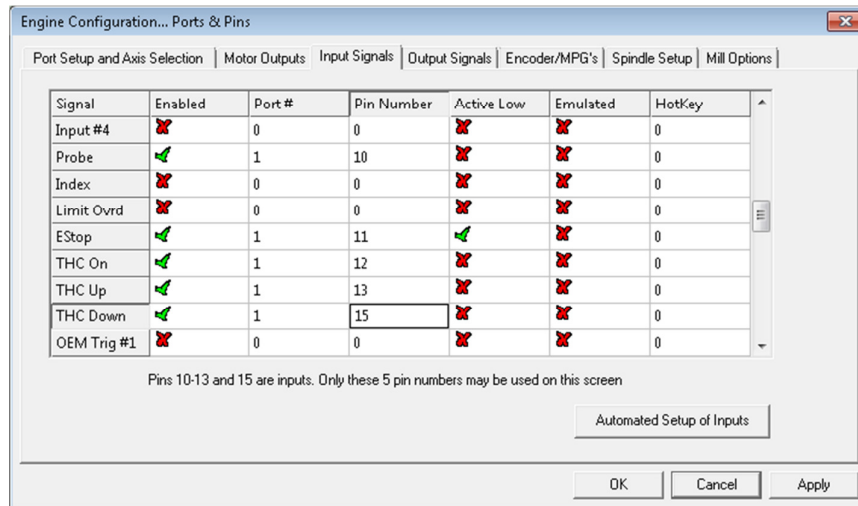 Engine Configuration... Ports & Pins
Port Setup and Axis Selection Motor Outputs Input Signals Output Signals Encoder/MPG's Spindle Setup Mill Options
Signal Enabled Port # Pin Number Active Low Emulated HotKey
Input #4 0 0 0
Probe 1 10 0
Index 0 0 0
Limit Ovrd 0 0 0
EStop 1 11 0
THC On 1 12 0
THC Up 1 13 0
THC Down 1 15 0
OEM Trig #1 0 0 0
Pins 10-13 and 15 are inputs. Only these 5 pin numbers may be used on this screen
Automated Setup of Inputs
OK Cancel Apply